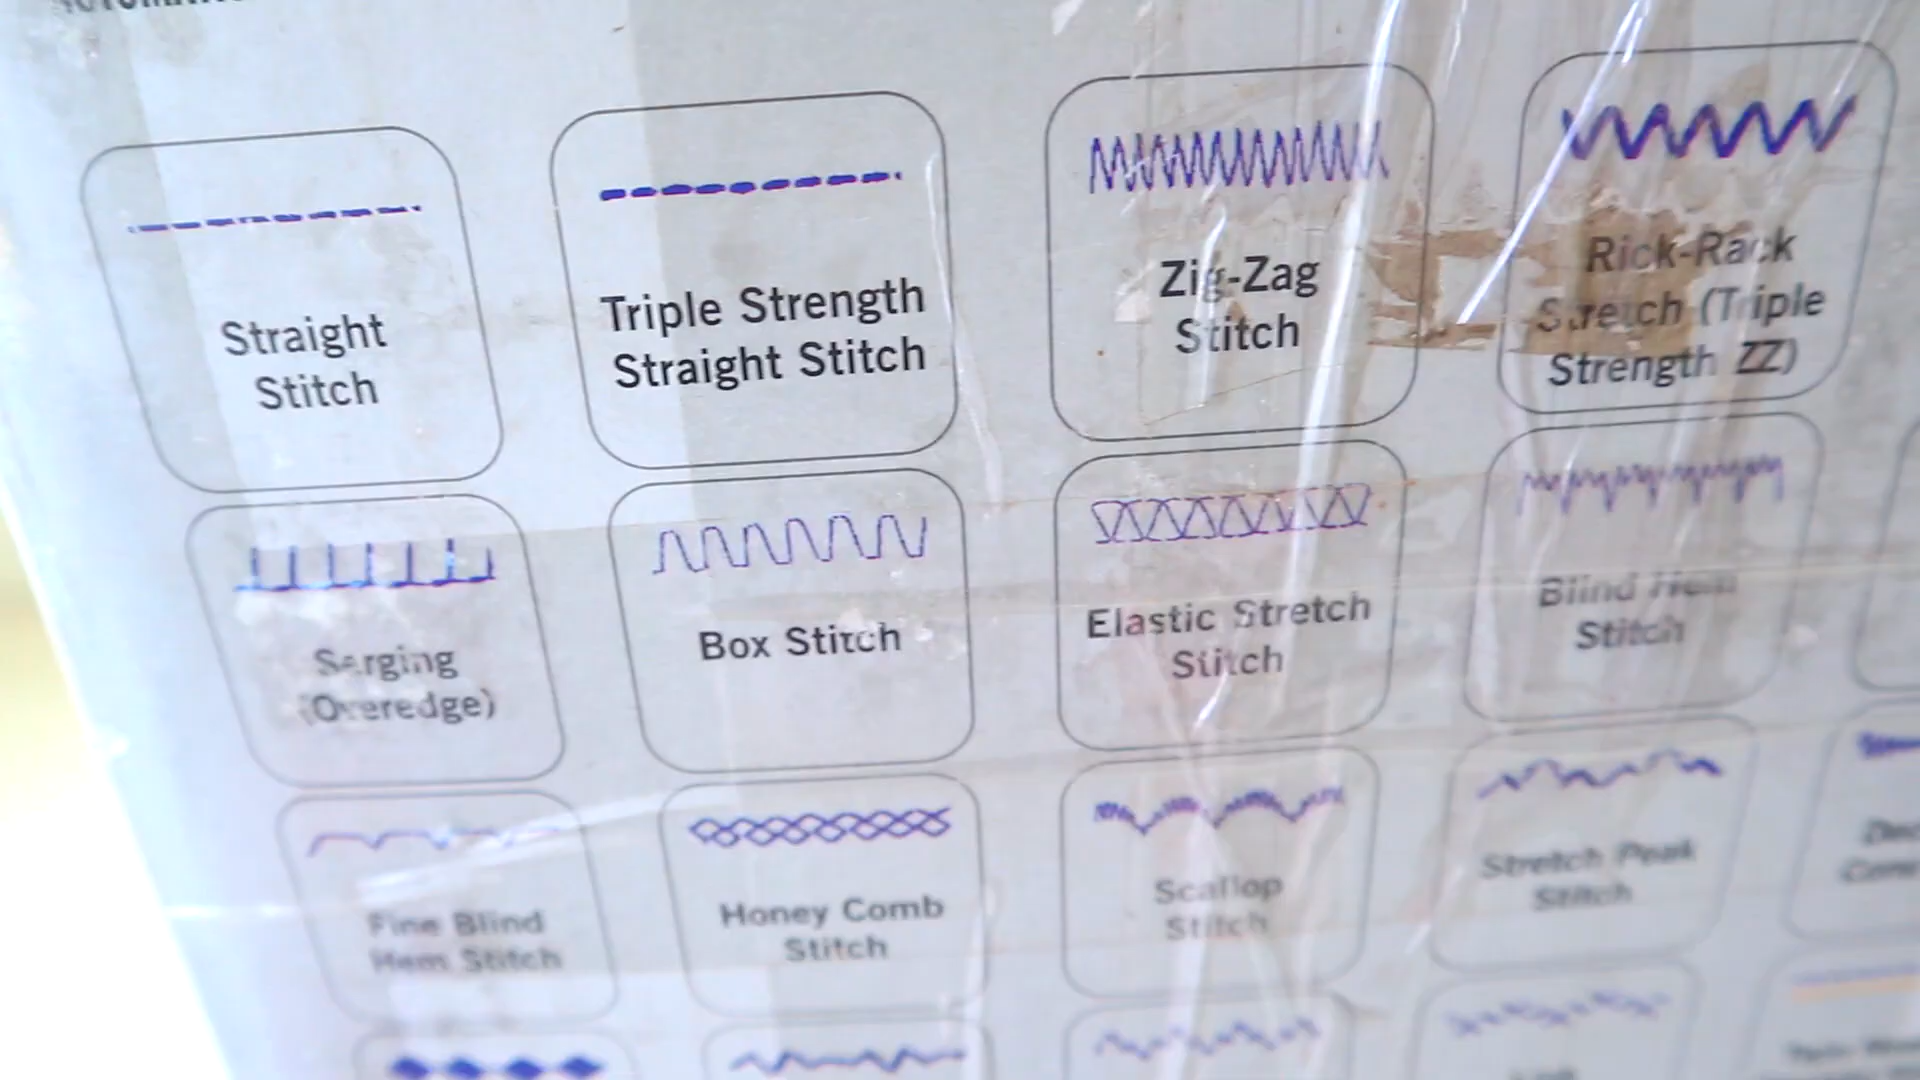 Straight
Stitch
Triple Strength
Straight Stitch
Zig-Zag
Stitch
Rick-Rack
Stretch (Triple
Strength ZZ)
Serging
(Overedge)
Box Stitch
Elastic Stretch
Stitch
Blind Hem
Stitch
Fine Blind
Hem Stitch
Honey Comb
Stitch
Scallop
Stitch
Stretch Peak
Stitch